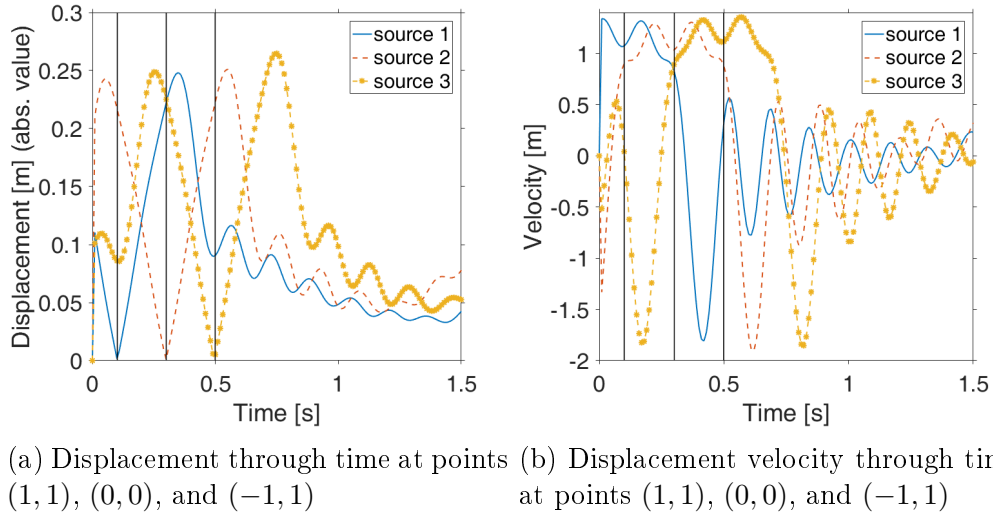 0.3
0.25
0.2
0.15
0.1
0.05
0
Displacement [m] (abs. value)
source 1
source 2
source 3
0 0.5 1 1.5
Time [s]
1
0.5
0
-0.5
-1
-1.5
-2
Velocity [m]
source 1
source 2
source 3
0 0.5 1 1.5
Time [s]
(a) Displacement through time at points
(1, 1), (0, 0), and (−1, 1)
(b) Displacement velocity through
at points (1, 1), (0, 0), and (−1, 1)